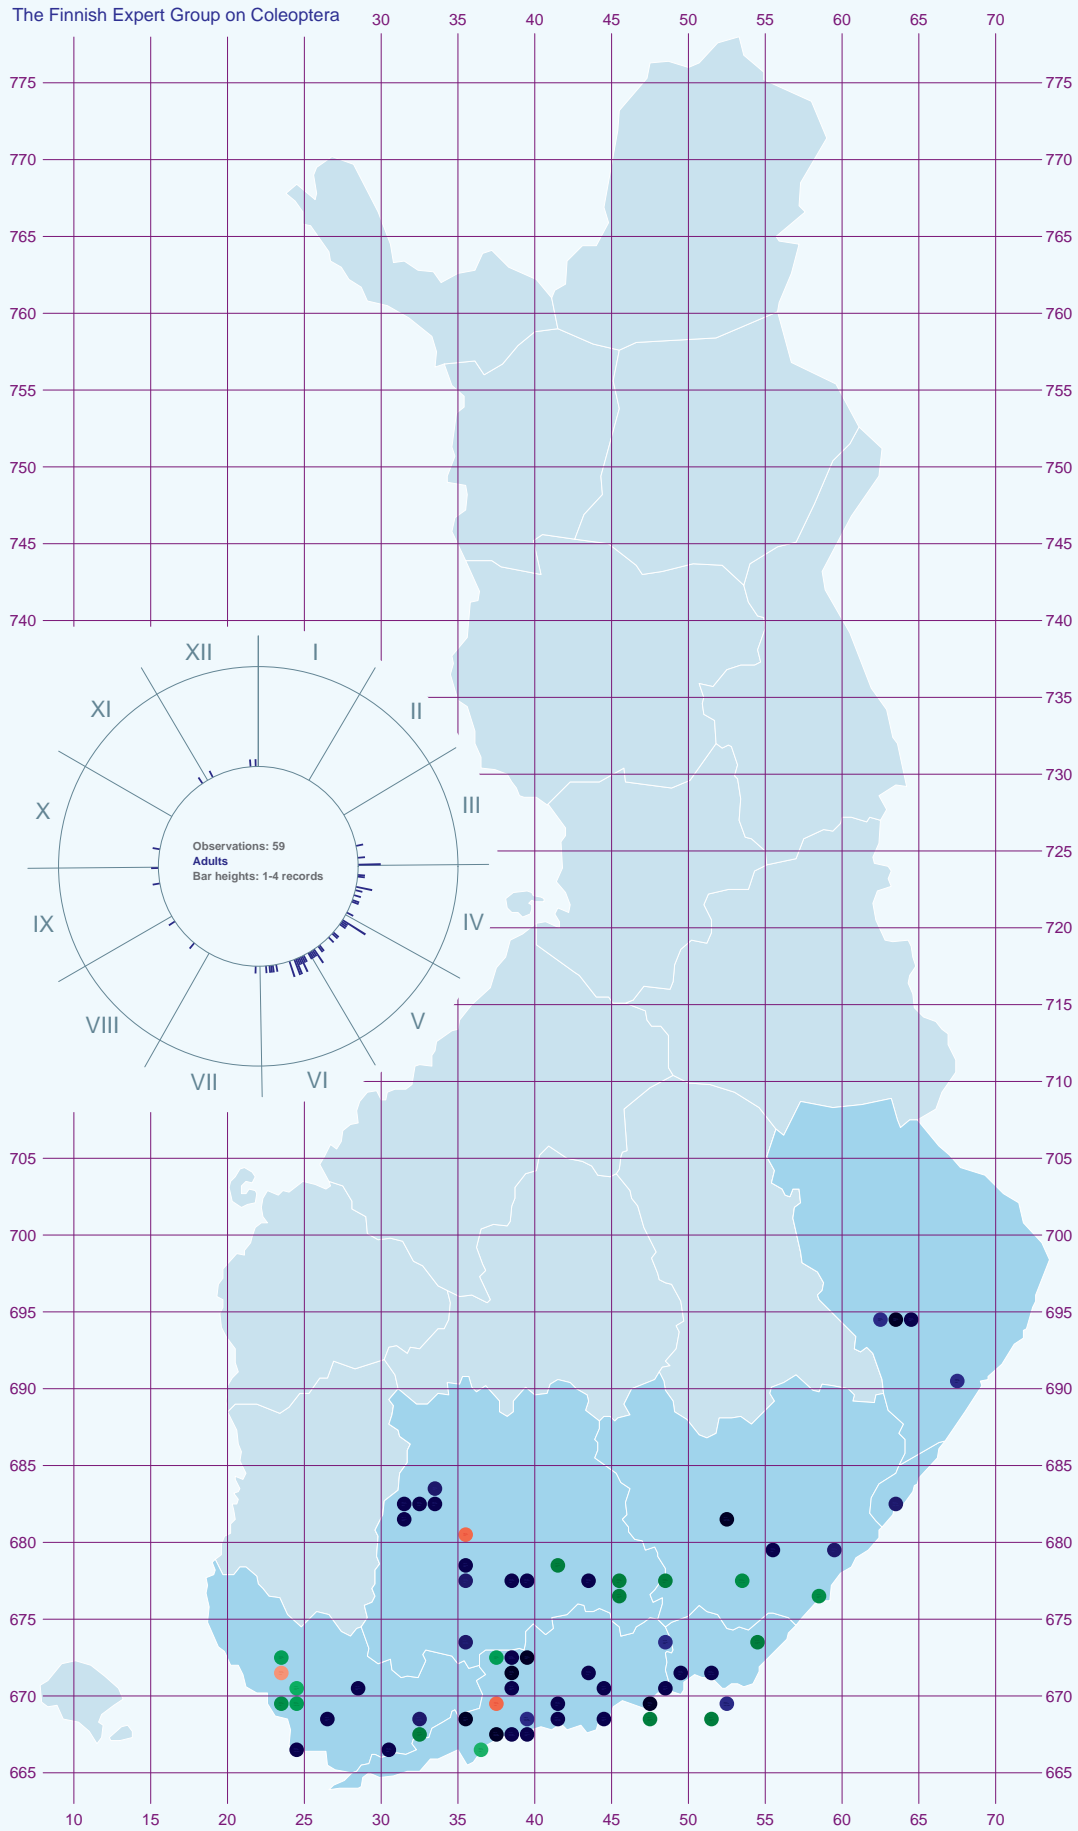 The Finnish Expert Group on Coleoptera
30 35 40 45 50 55 60 65 70
775 775
770 770
765 765
760 760
755 755
750 750
745 745
740 740
XII I
XI II
735
730
X III
Observations: 59
Adults
Bar heights: 1-4 records
725
IX IV
720
VIII V
715
VII VI
710
705 705
700 700
695 695
690 690
685 685
680 680
675 675
670 670
665 665
10 15 20 25 30 35 40 45 50 55 60 65 70